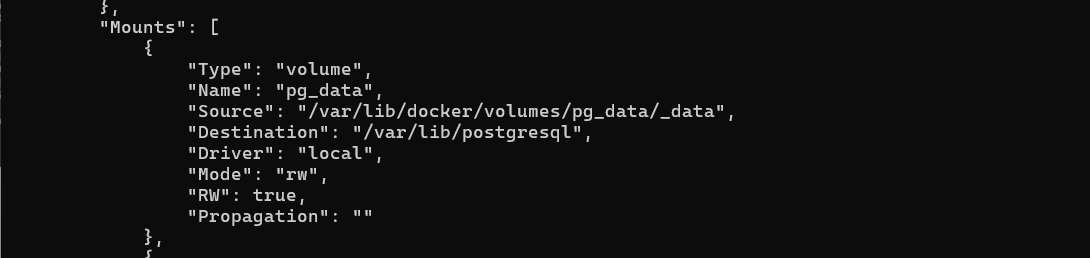 },
"Mounts": [
{
"Type": "volume",
"Name": "pg_data",
"Source": "/var/lib/docker/volumes/pg_data/_data",
"Destination": "/var/lib/postgresql",
"Driver": "local",
"Mode": "rw",
"RW": true,
"Propagation": ""
},
{